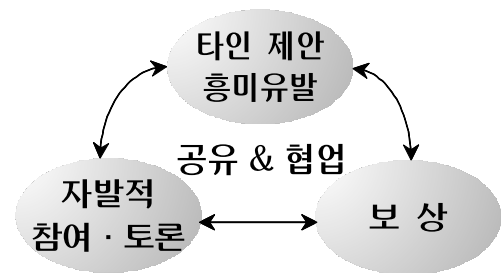 타인 제안
흥미유발
공유 & 협업
자발적
참여 · 토론
보 상